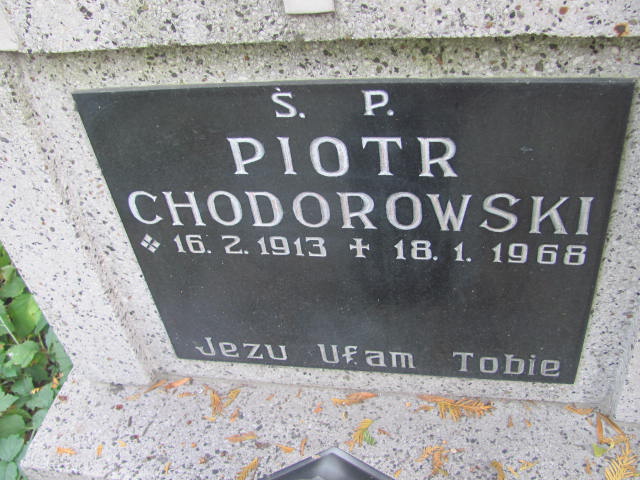 Ś. P.
PIOTR
CHODOROWSKI
16. 2. 1913 ✝ 18. 1. 1968
Jezu Ufam Tobie